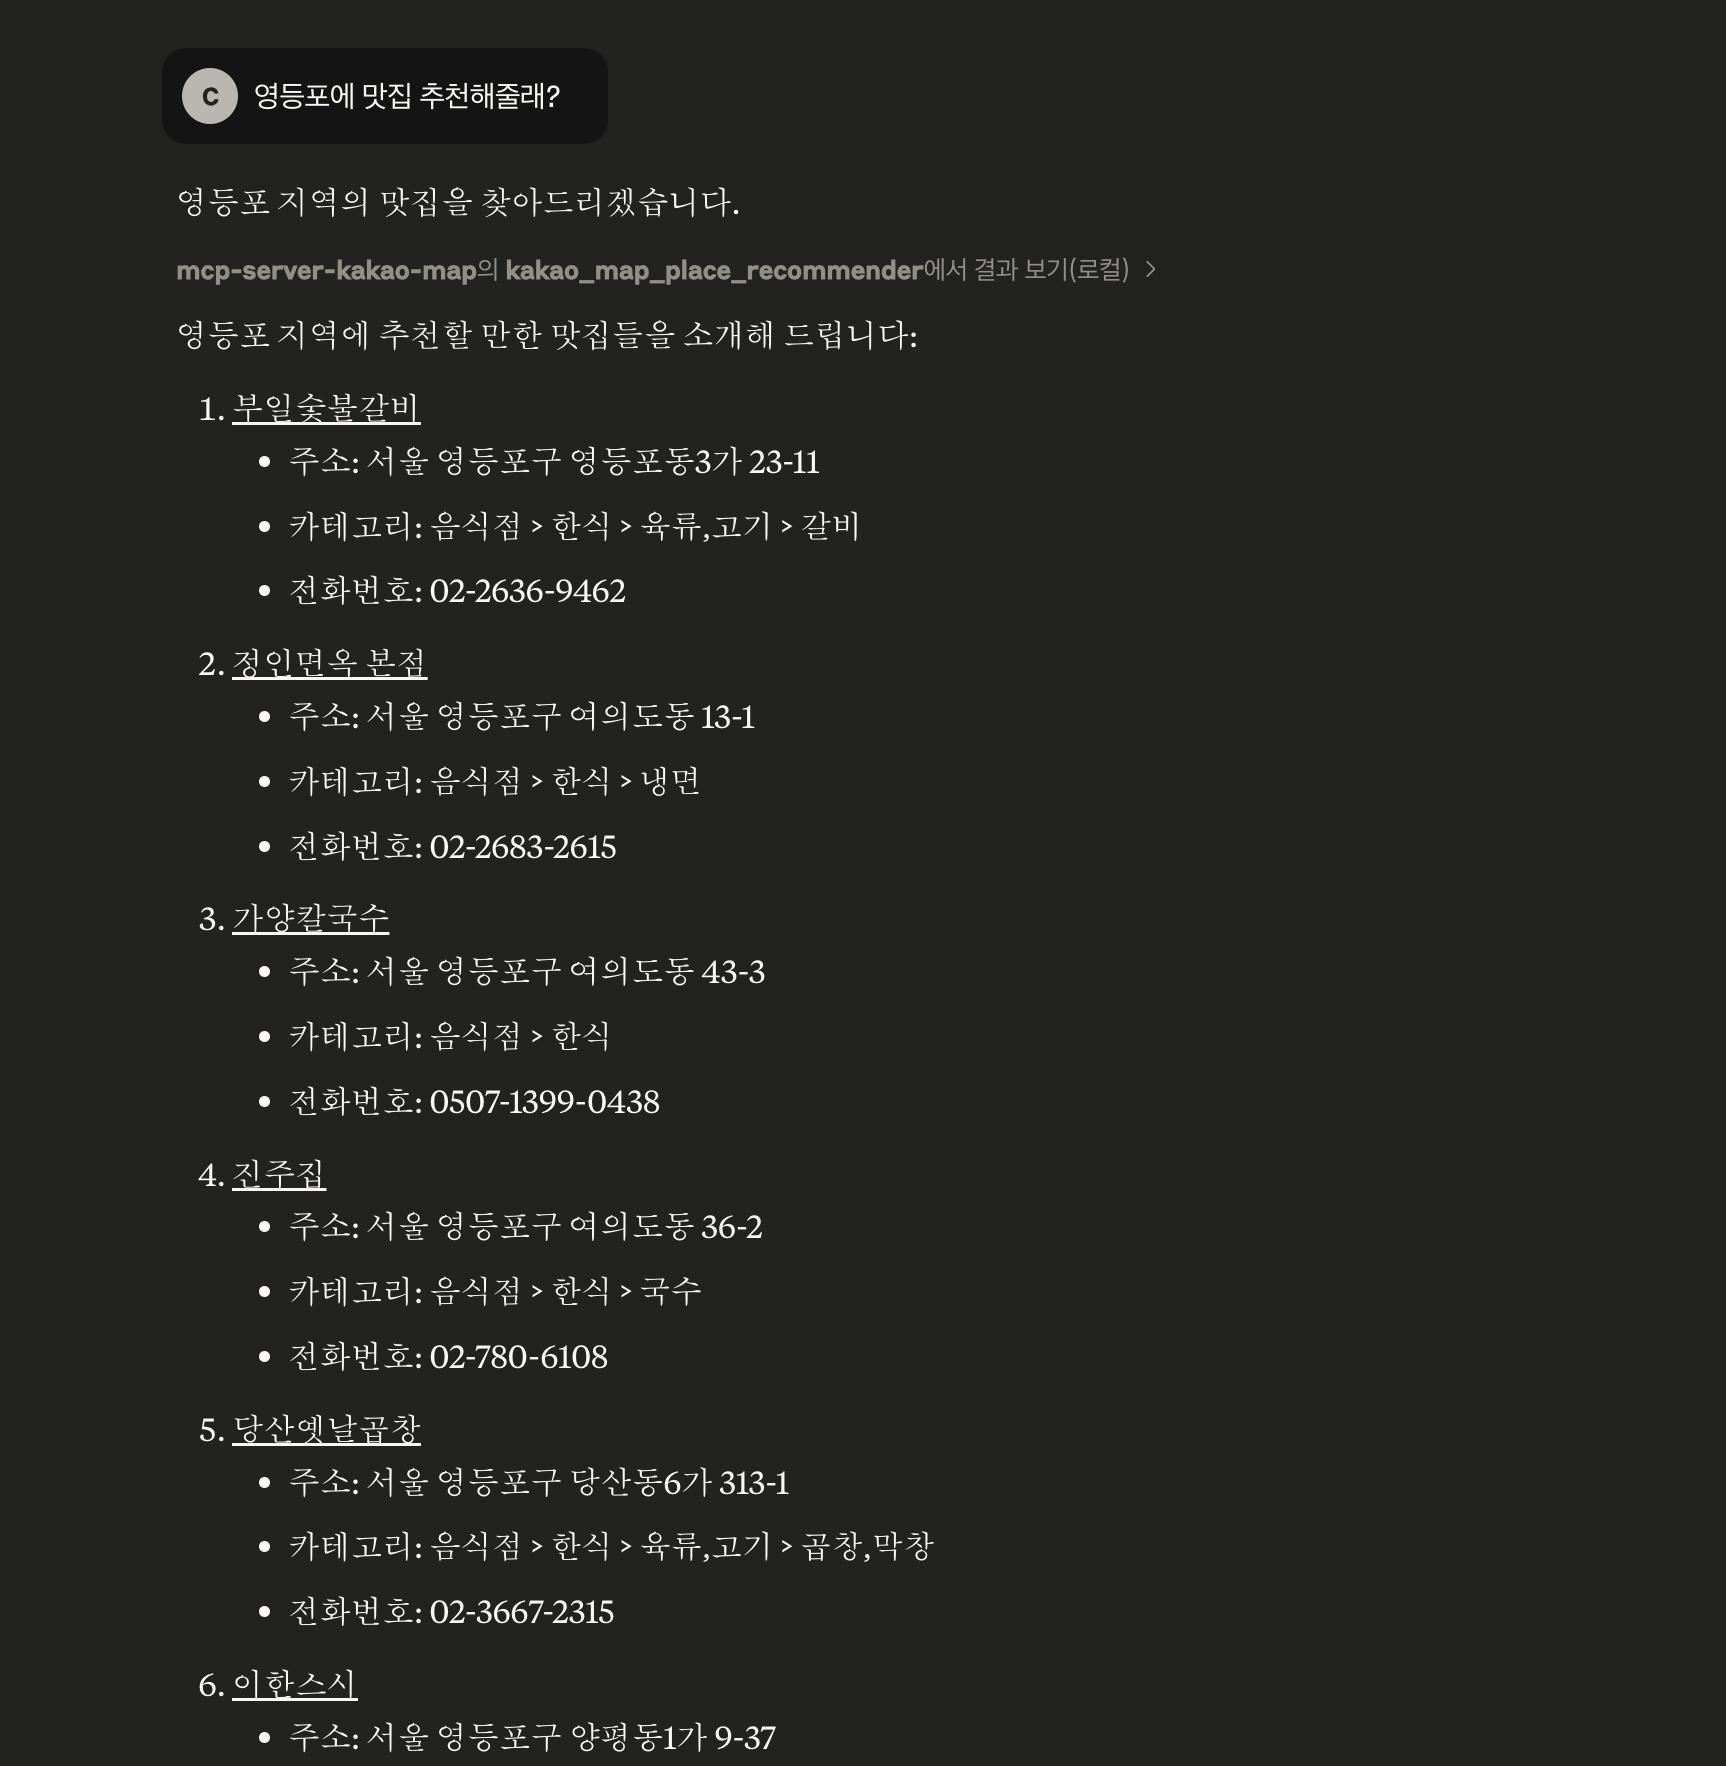 C 영등포에 맛집 추천해줄래?
영등포 지역의 맛집을 찾아드리겠습니다.
mcp-server-kakao-map의 kakao_map_place_recommender에서 결과 보기(로컬) >
영등포 지역에 추천할 만한 맛집들을 소개해 드립니다:
1. 부일숯불갈비
• 주소: 서울 영등포구 영등포동3가 23-11
• 카테고리: 음식점 > 한식 > 육류,고기 > 갈비
• 전화번호: 02-2636-9462
2. 정인면옥 본점
• 주소: 서울 영등포구 여의도동 13-1
• 카테고리: 음식점 > 한식 > 냉면
• 전화번호: 02-2683-2615
3. 가양칼국수
• 주소: 서울 영등포구 여의도동 43-3
• 카테고리: 음식점 > 한식
• 전화번호: 0507-1399-0438
4. 진주집
• 주소: 서울 영등포구 여의도동 36-2
• 카테고리: 음식점 > 한식 > 국수
• 전화번호: 02-780-6108
5. 당산옛날곱창
• 주소: 서울 영등포구 당산동6가 313-1
• 카테고리: 음식점 > 한식 > 육류,고기 > 곱창,막창
• 전화번호: 02-3667-2315
6. 이한스시
• 주소: 서울 영등포구 양평동1가 9-37